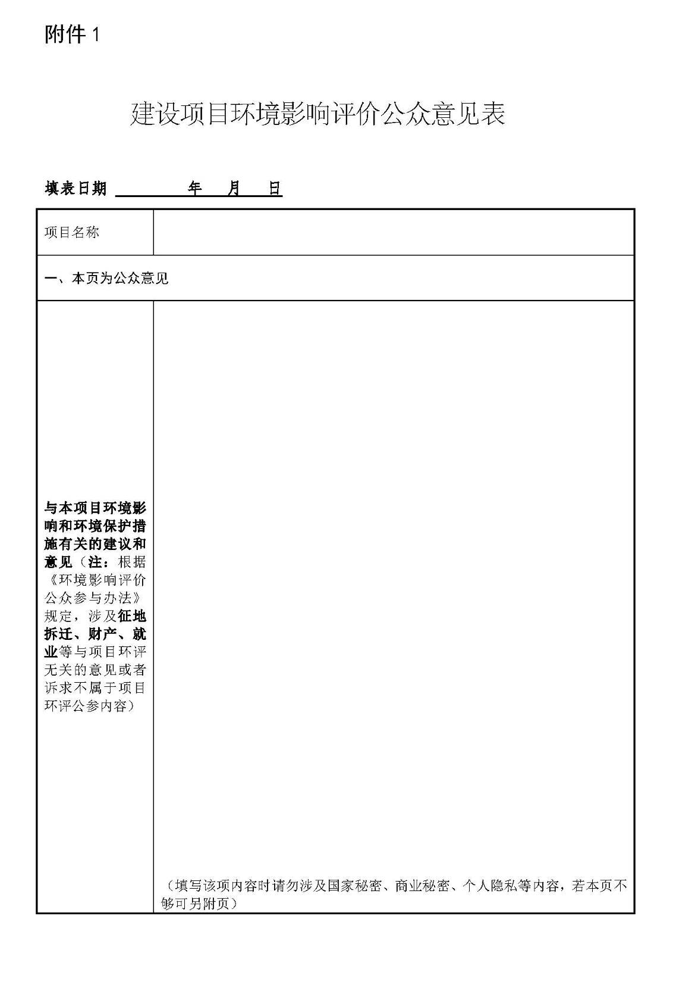 附件1
建设项目环境影响评价公众意见表
填表日期 年 月 日
项目名称
一、本页为公众意见
与本项目环境影
响和环境保护措
施有关的建议和
意见（注：根据
《环境影响评价
公众参与办法》
规定，涉及征地
拆迁、财产、就
业等与项目环评
无关的意见或者
诉求不属于项目
环评公参内容）
（填写该项内容时请勿涉及国家秘密、商业秘密、个人隐私等内容，若本页不
够可另附页）